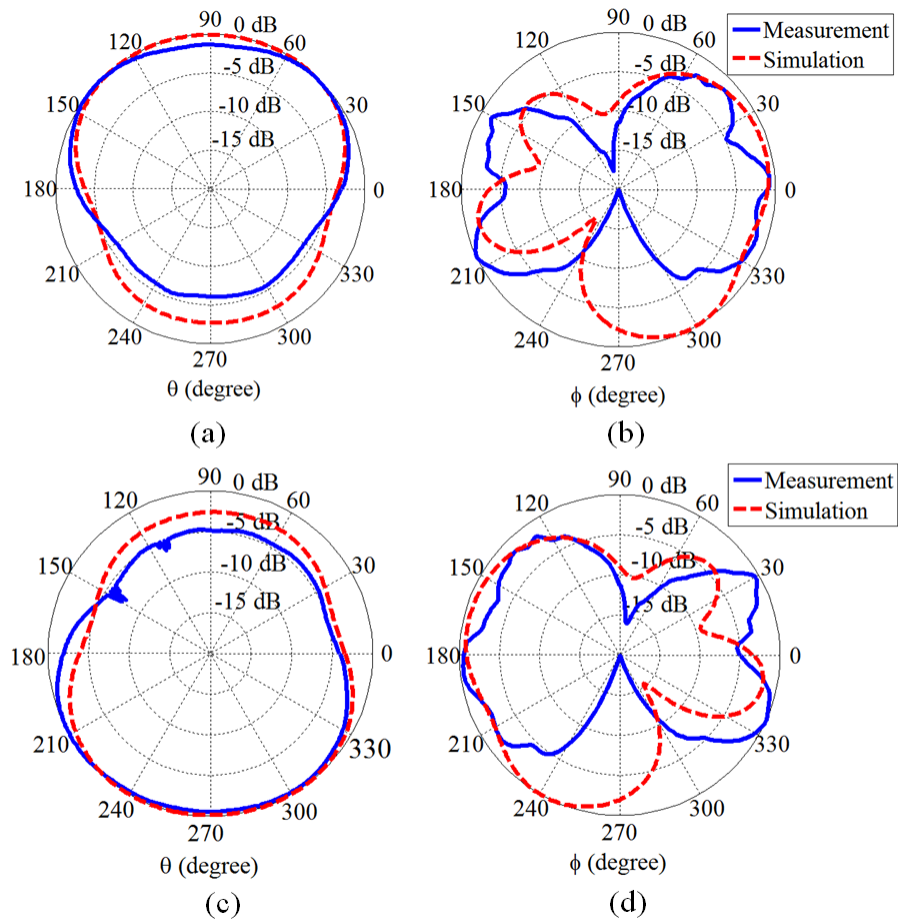 90 0 dB
120 60
-5 dB
150 30
-10 dB
-15 dB
180 0
210 330
240 300
270
θ (degree)
(a)
90 0 dB
120
-5 dB
150 30
-10 dB
-15 dB
180 0
210 330
240 300
270
ϕ (degree)
(b)
Measurement
Simulation
90 0 dB
120 60
-5 dB
150 30
-10 dB
-15 dB
180 0
210 330
240 300
270
θ (degree)
(c)
90 0 dB
120 60
-5 dB
150 30
-10 dB
-15 dB
180 0
210 330
240 300
270
ϕ (degree)
(d)
Measurement
Simulation